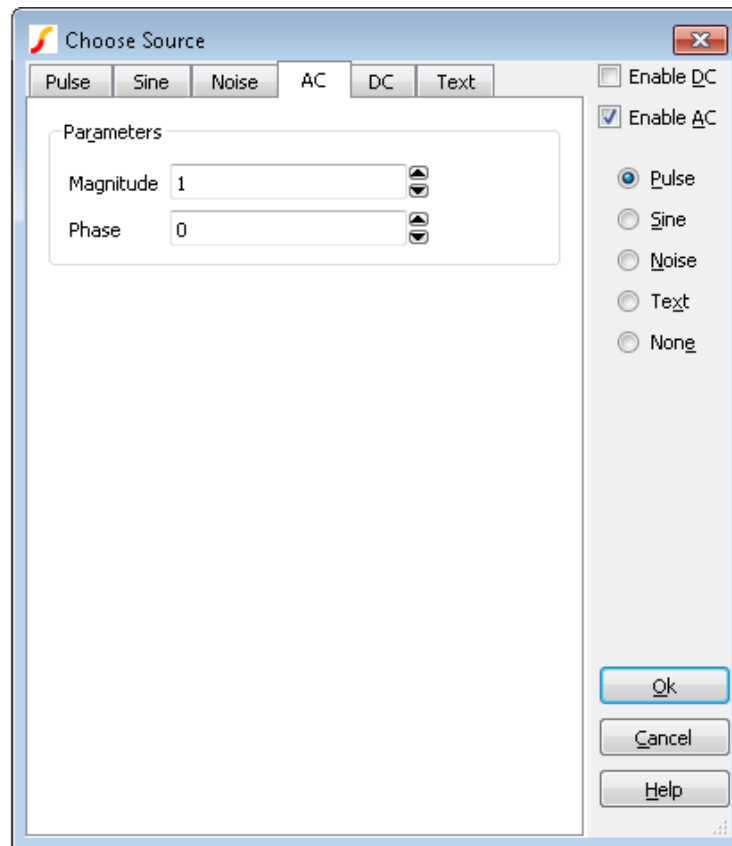 Choose Source
Pulse Sine Noise AC DC Text
Enable DC
Enable AC
Parameters
Magnitude 1
Phase 0
Pulse
Sine
Noise
Text
None
Ok
Cancel
Help